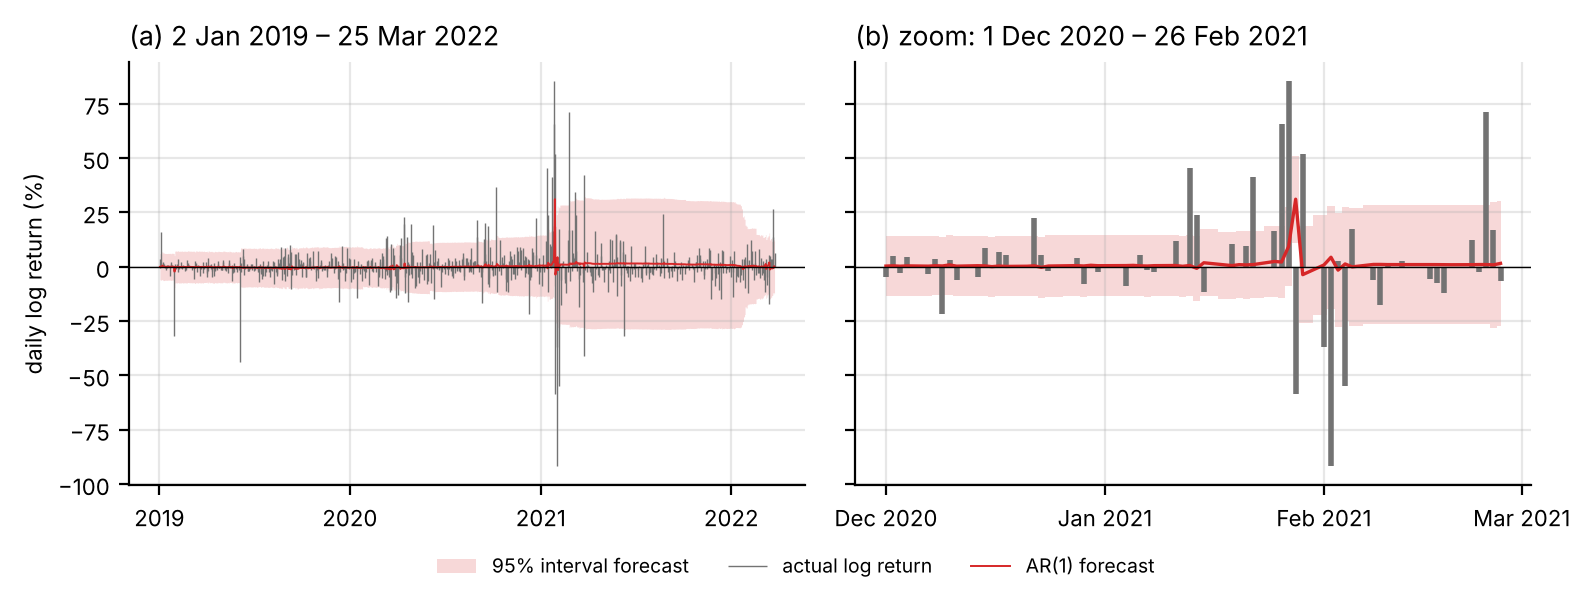 (a) 2 Jan 2019 – 25 Mar 2022
(b) zoom: 1 Dec 2020 – 26 Feb 2021
daily log return (%)
75
50
25
0
−25
−50
−75
−100
2019
2020
2021
2022
Dec 2020
Jan 2021
Feb 2021
Mar 2021
95% interval forecast
actual log return
AR(1) forecast